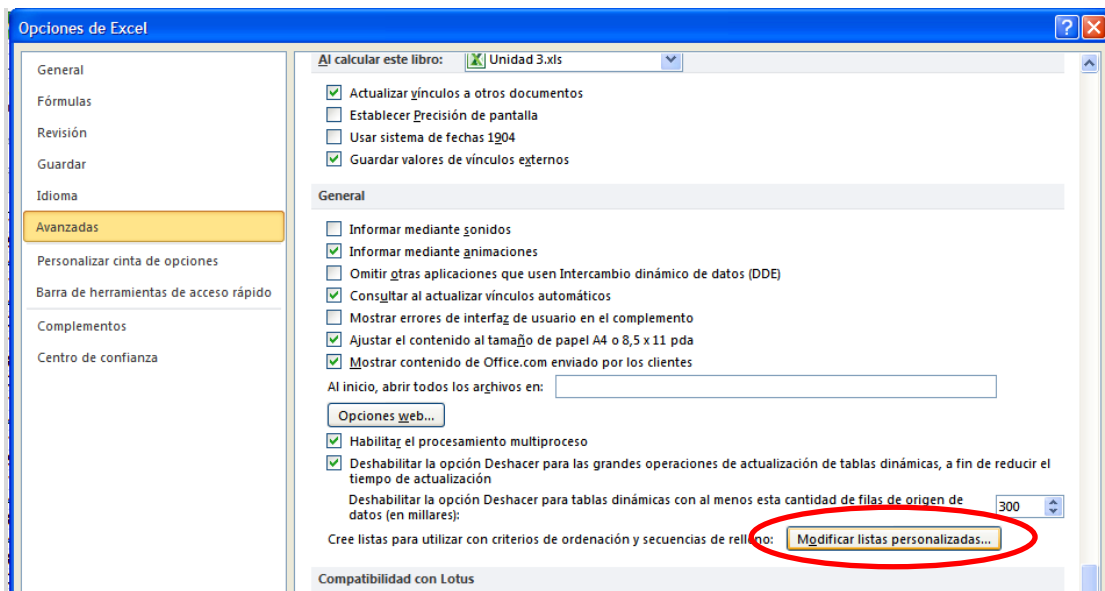 Opciones de Excel
General
Fórmulas
Revisión
Guardar
Idioma
Avanzadas
Personalizar cinta de opciones
Barra de herramientas de acceso rápido
Complementos
Centro de confianza
Al calcular este libro: Unidad 3.xls
Actualizar vínculos a otros documentos
Establecer Precisión de pantalla
Usar sistema de fechas 1904
Guardar valores de vínculos externos
General
Informar mediante sonidos
Informar mediante animaciones
Omitir otras aplicaciones que usen Intercambio dinámico de datos (DDE)
Consultar al actualizar vínculos automáticos
Mostrar errores de interfaz de usuario en el complemento
Ajustar el contenido al tamaño de papel A4 o 8,5 x 11 pda
Mostrar contenido de Office.com enviado por los clientes
Al inicio, abrir todos los archivos en:
Opciones web...
Habilitar el procesamiento multiproceso
Deshabilitar la opción Deshacer para las grandes operaciones de actualización de tablas dinámicas, a fin de reducir el
tiempo de actualización
Deshabilitar la opción Deshacer para tablas dinámicas con al menos esta cantidad de filas de origen de
datos (en millares): 300
Cree listas para utilizar con criterios de ordenación y secuencias de relleno: Modificar listas personalizadas...
Compatibilidad con Lotus